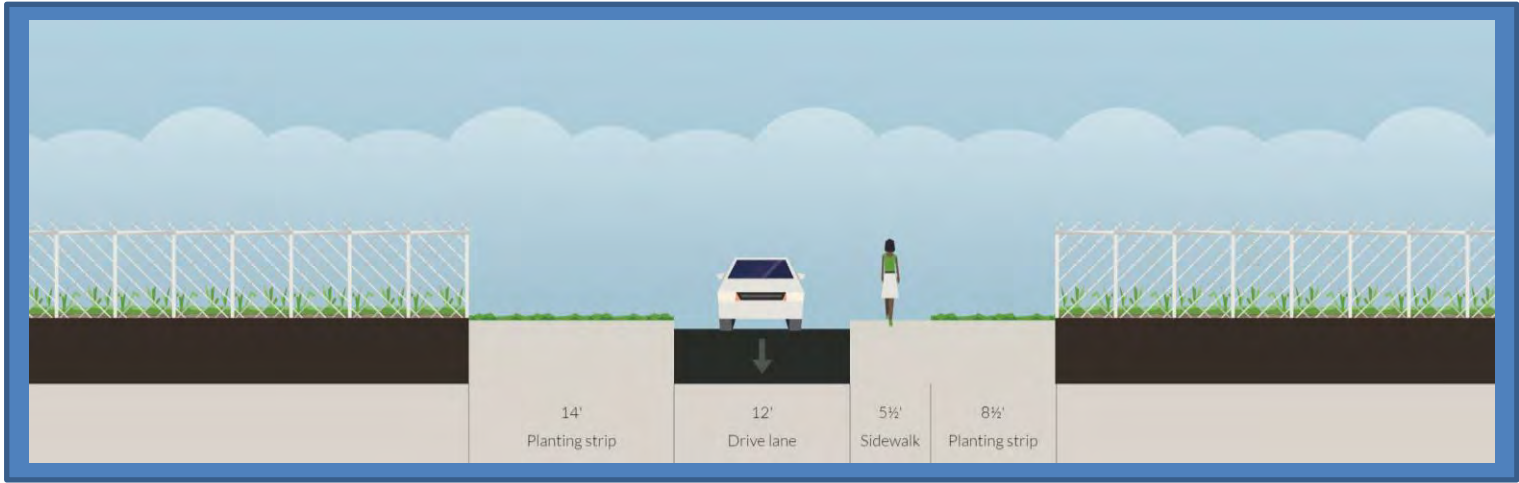 14'
Planting strip
12'
Drive lane
5½'
Sidewalk
8½'
Planting strip